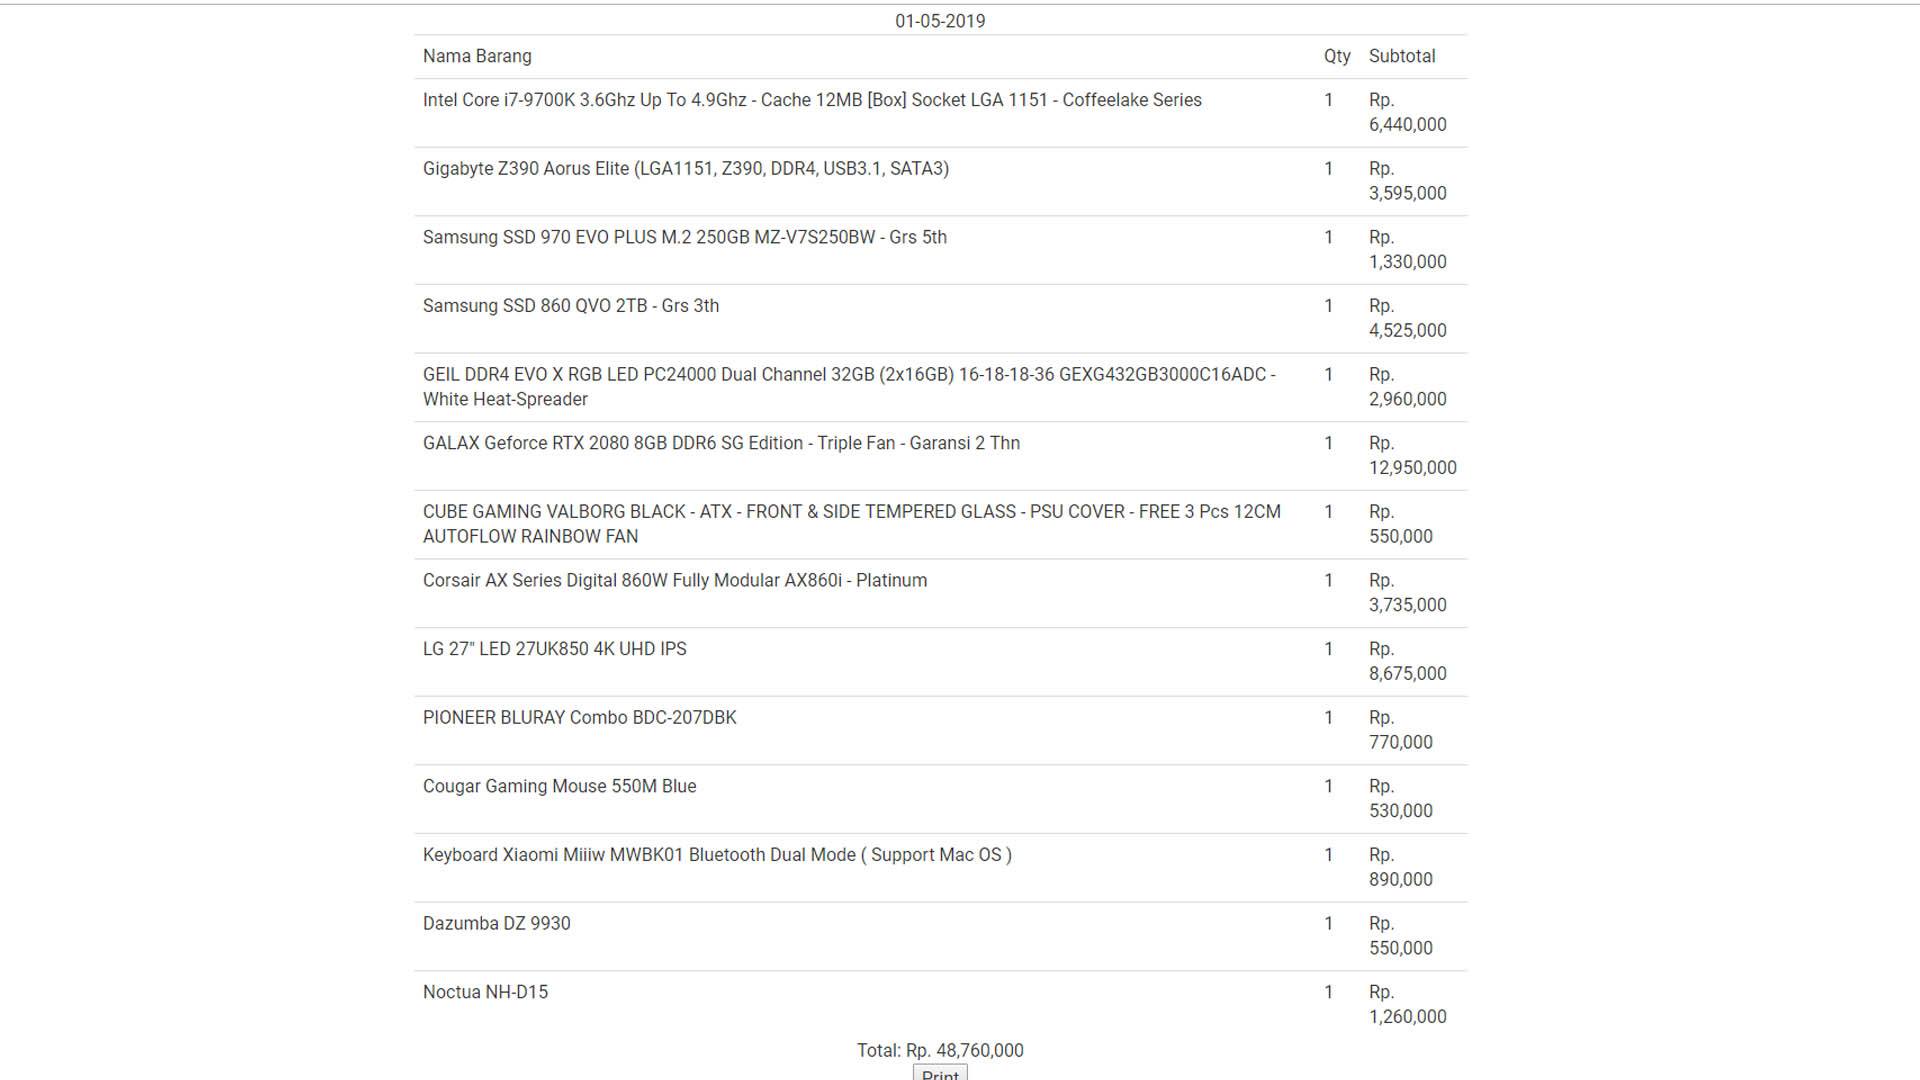 01-05-2019
Nama Barang Qty Subtotal
Intel Core i7-9700K 3.6Ghz Up To 4.9Ghz - Cache 12MB [Box] Socket LGA 1151 - Coffeelake Series 1 Rp.
6,440,000
Gigabyte Z390 Aorus Elite (LGA1151, Z390, DDR4, USB3.1, SATA3) 1 Rp.
3,595,000
Samsung SSD 970 EVO PLUS M.2 250GB MZ-V7S250BW - Grs 5th 1 Rp.
1,330,000
Samsung SSD 860 QVO 2TB - Grs 3th 1 Rp.
4,525,000
GEIL DDR4 EVO X RGB LED PC24000 Dual Channel 32GB (2x16GB) 16-18-18-36 GEXG432GB3000C16ADC - 1 Rp.
White Heat-Spreader 2,960,000
GALAX Geforce RTX 2080 8GB DDR6 SG Edition - Triple Fan - Garansi 2 Thn 1 Rp.
12,950,000
CUBE GAMING VALBORG BLACK - ATX - FRONT & SIDE TEMPERED GLASS - PSU COVER - FREE 3 Pcs 12CM 1 Rp.
AUTOFLOW RAINBOW FAN 550,000
Corsair AX Series Digital 860W Fully Modular AX860i - Platinum 1 Rp.
3,735,000
LG 27" LED 27UK850 4K UHD IPS 1 Rp.
8,675,000
PIONEER BLURAY Combo BDC-207DBK 1 Rp.
770,000
Cougar Gaming Mouse 550M Blue 1 Rp.
530,000
Keyboard Xiaomi Miiiw MWBK01 Bluetooth Dual Mode ( Support Mac OS ) 1 Rp.
890,000
Dazumba DZ 9930 1 Rp.
550,000
Noctua NH-D15 1 Rp.
1,260,000
Total: Rp. 48,760,000
Print